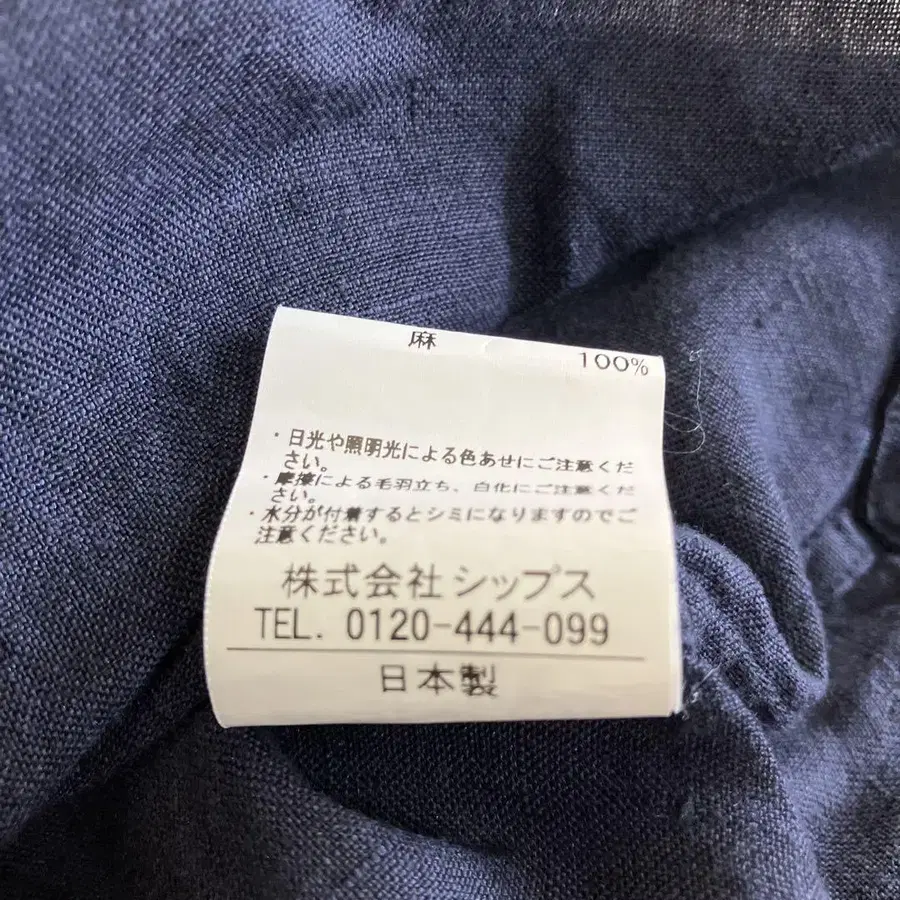 麻 100%
・日光や照明光による色あせにご注意くだ
さい。
・摩擦による毛羽立ち、白化にご注意くだ
さい。
・水分が付着するとシミになりますのでご
注意ください。
株式会社 シップス
TEL. 0120-444-099
日本製